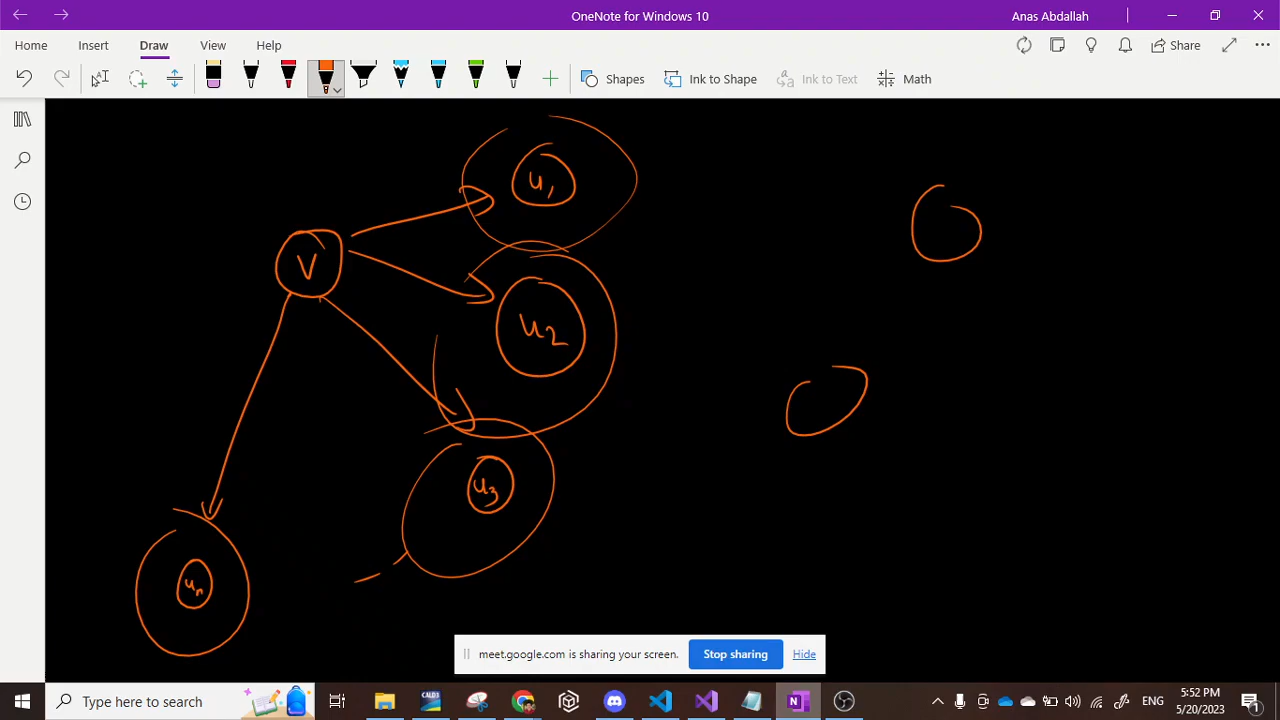 OneNote for Windows 10
Anas Abdallah
Home
Insert
Draw
View
Help
Share
Shapes
Ink to Shape
Ink to Text
Math
u1
V
u2
u3
un
meet.google.com is sharing your screen.
Stop sharing
Hide
Type here to search
CALD3
ENG
5:52 PM
5/20/2023
1